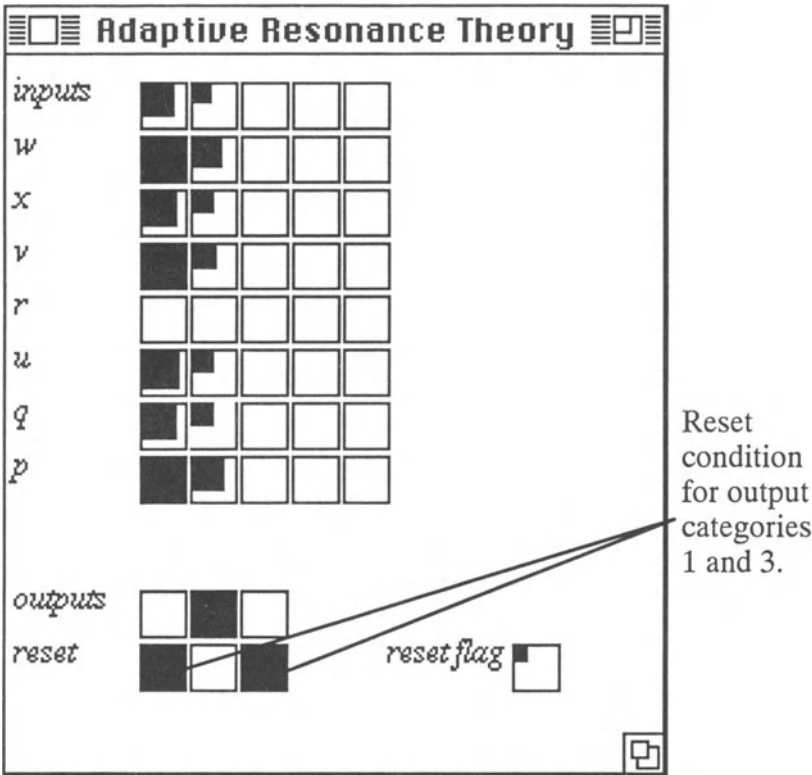 Adaptive Resonance Theory
inputs
w
x
v
r
u
q
p
Reset
condition
for output
categories
1 and 3.
outputs
reset
reset flag